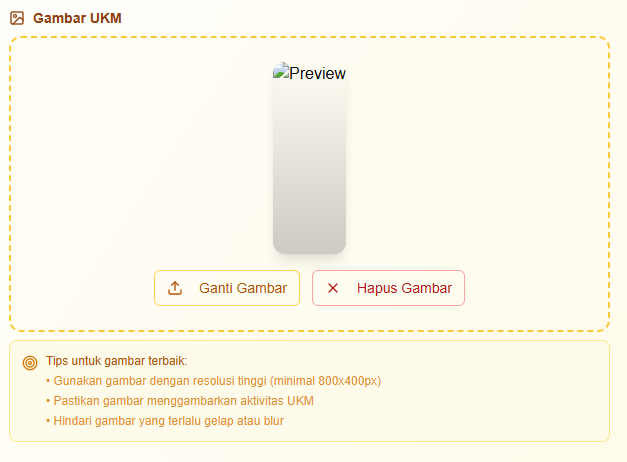 Gambar UKM
Preview
Ganti Gambar
Hapus Gambar
Tips untuk gambar terbaik:
• Gunakan gambar dengan resolusi tinggi (minimal 800x400px)
• Pastikan gambar menggambarkan aktivitas UKM
• Hindari gambar yang terlalu gelap atau blur